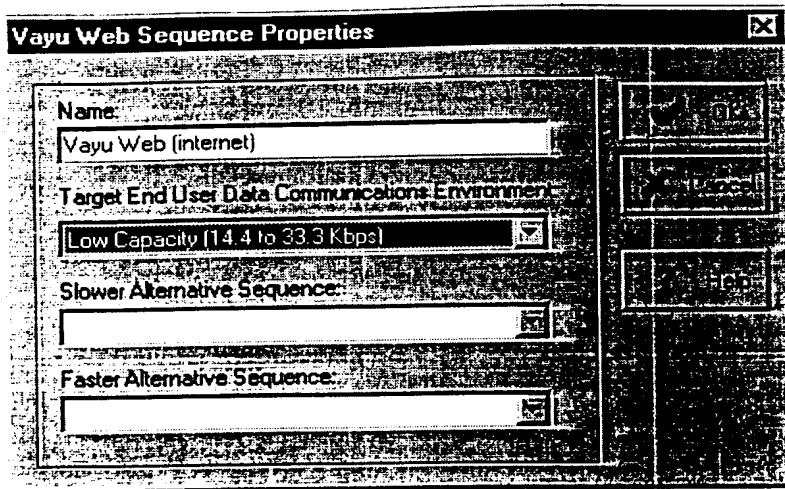 Vayu Web Sequence Properties
Name:
Vayu Web (internet)
Target End User Data Communications Environment:
Low Capacity (14.4 to 33.3 Kbps)
Slower Alternative Sequence:
Faster Alternative Sequence:
Cancel
Help